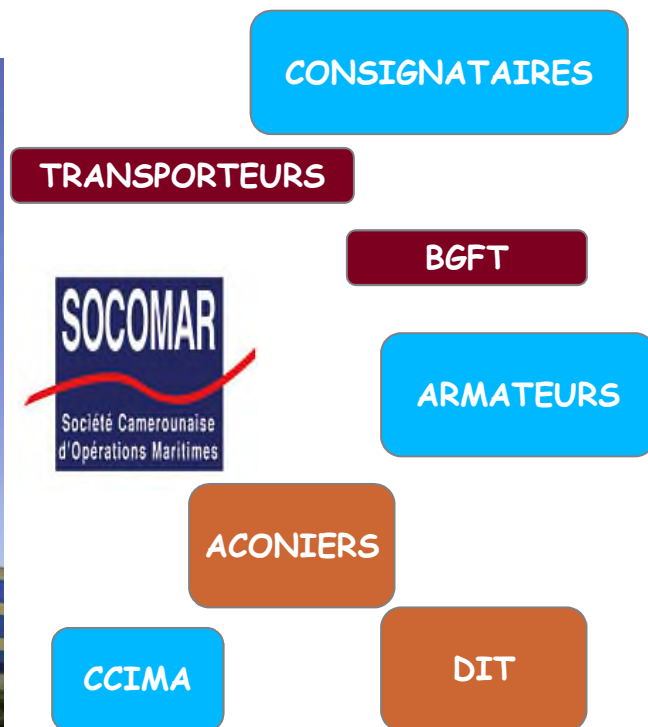 CONSIGNATAIRES
TRANSPORTEURS
BGFT
SOCOMAR
Société Camerounaise
d'Opérations Maritimes
ARMATEURS
ACONIERS
CCIMA
DIT